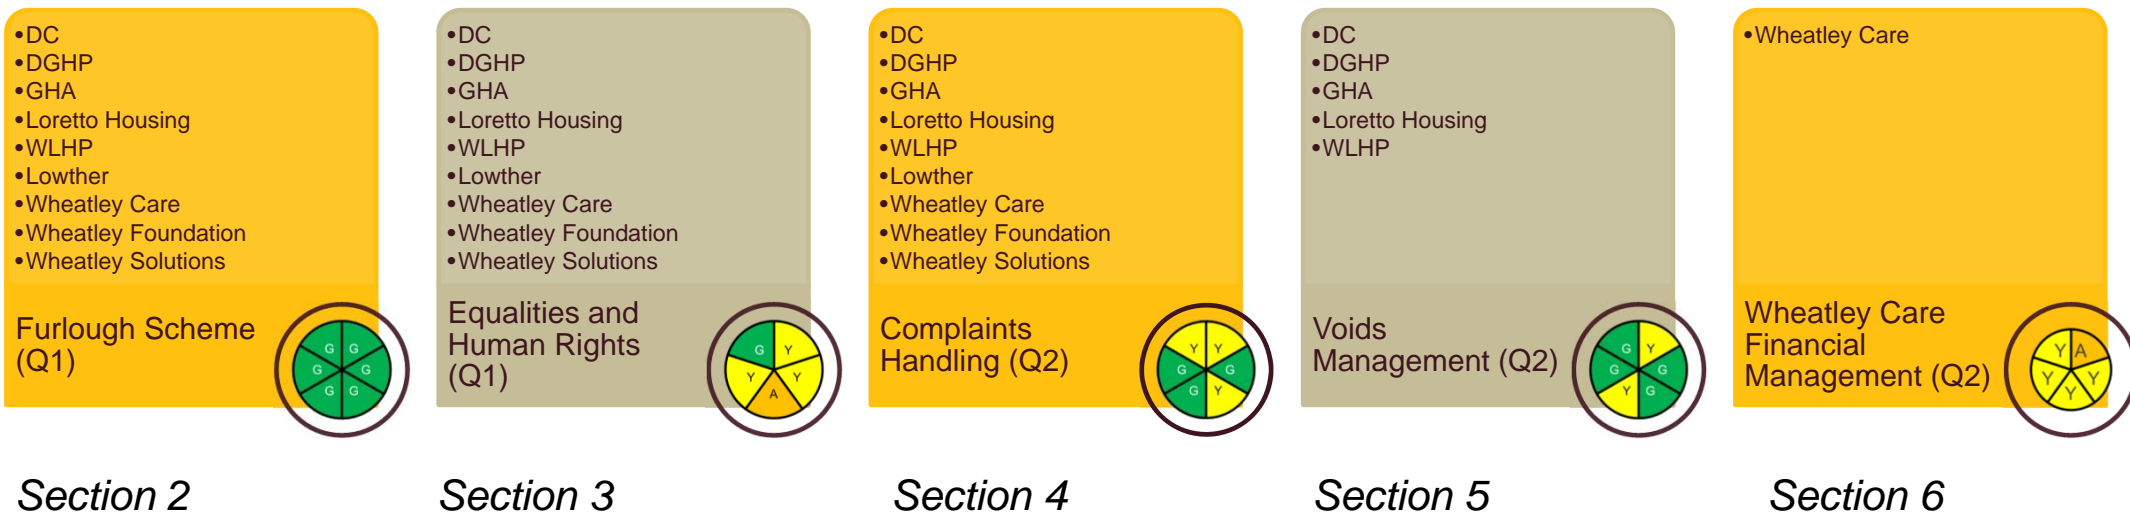 •DC
•DGHP
•GHA
•Loretto Housing
•WLHP
•Lowther
•Wheatley Care
•Wheatley Foundation
•Wheatley Solutions
Furlough Scheme
(Q1)
G G
G G
G G
Section 2
•DC
•DGHP
•GHA
•Loretto Housing
•WLHP
•Lowther
•Wheatley Care
•Wheatley Foundation
•Wheatley Solutions
Equalities and
Human Rights
(Q1)
G Y
Y Y
A
Section 3
•DC
•DGHP
•GHA
•Loretto Housing
•WLHP
•Lowther
•Wheatley Care
•Wheatley Foundation
•Wheatley Solutions
Complaints
Handling (Q2)
Y Y
G G
G Y
Section 4
•DC
•DGHP
•GHA
•Loretto Housing
•WLHP
Voids
Management (Q2)
G Y
G G
Y G
Section 5
•Wheatley Care
Wheatley Care
Financial
Management (Q2)
Y A
Y Y
Y
Section 6